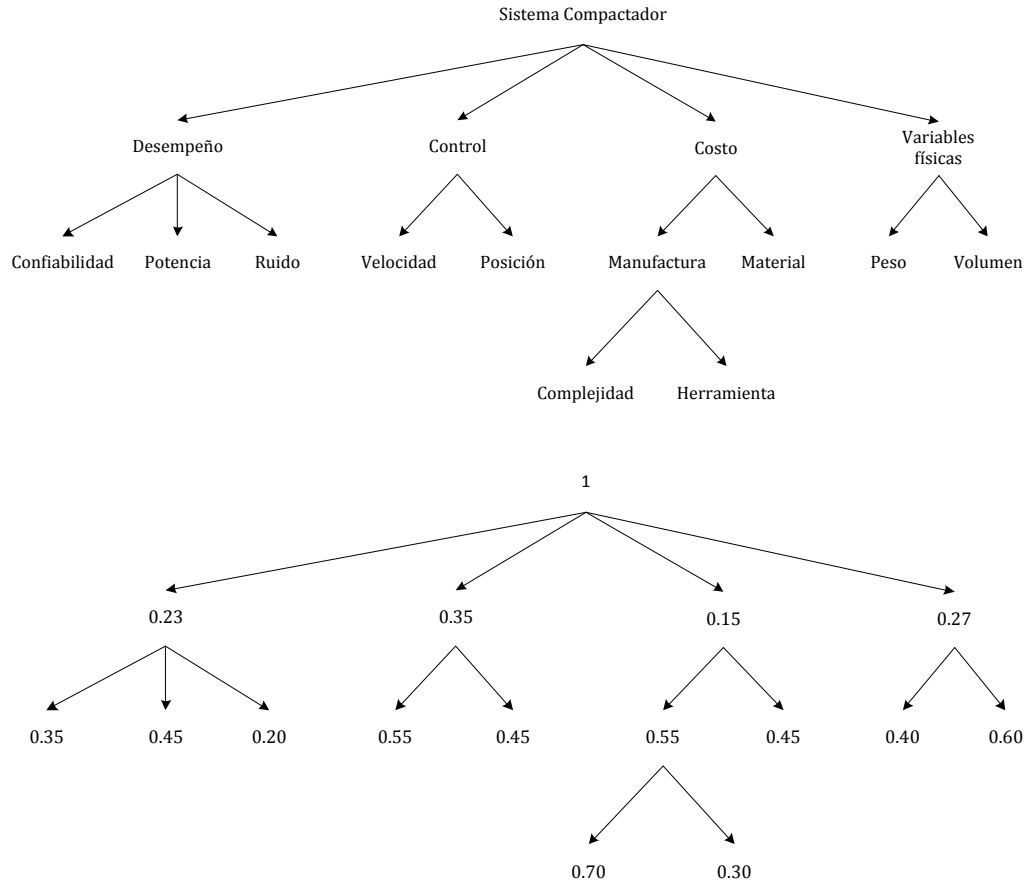 Sistema Compactador
Desempeño Control Costo Variables
físicas
Confiabilidad Potencia Ruido Velocidad Posición Manufactura Material Peso Volumen
Complejidad Herramienta
1
0.23 0.35 0.15 0.27
0.35 0.45 0.20 0.55 0.45 0.55 0.45 0.40 0.60
0.70 0.30